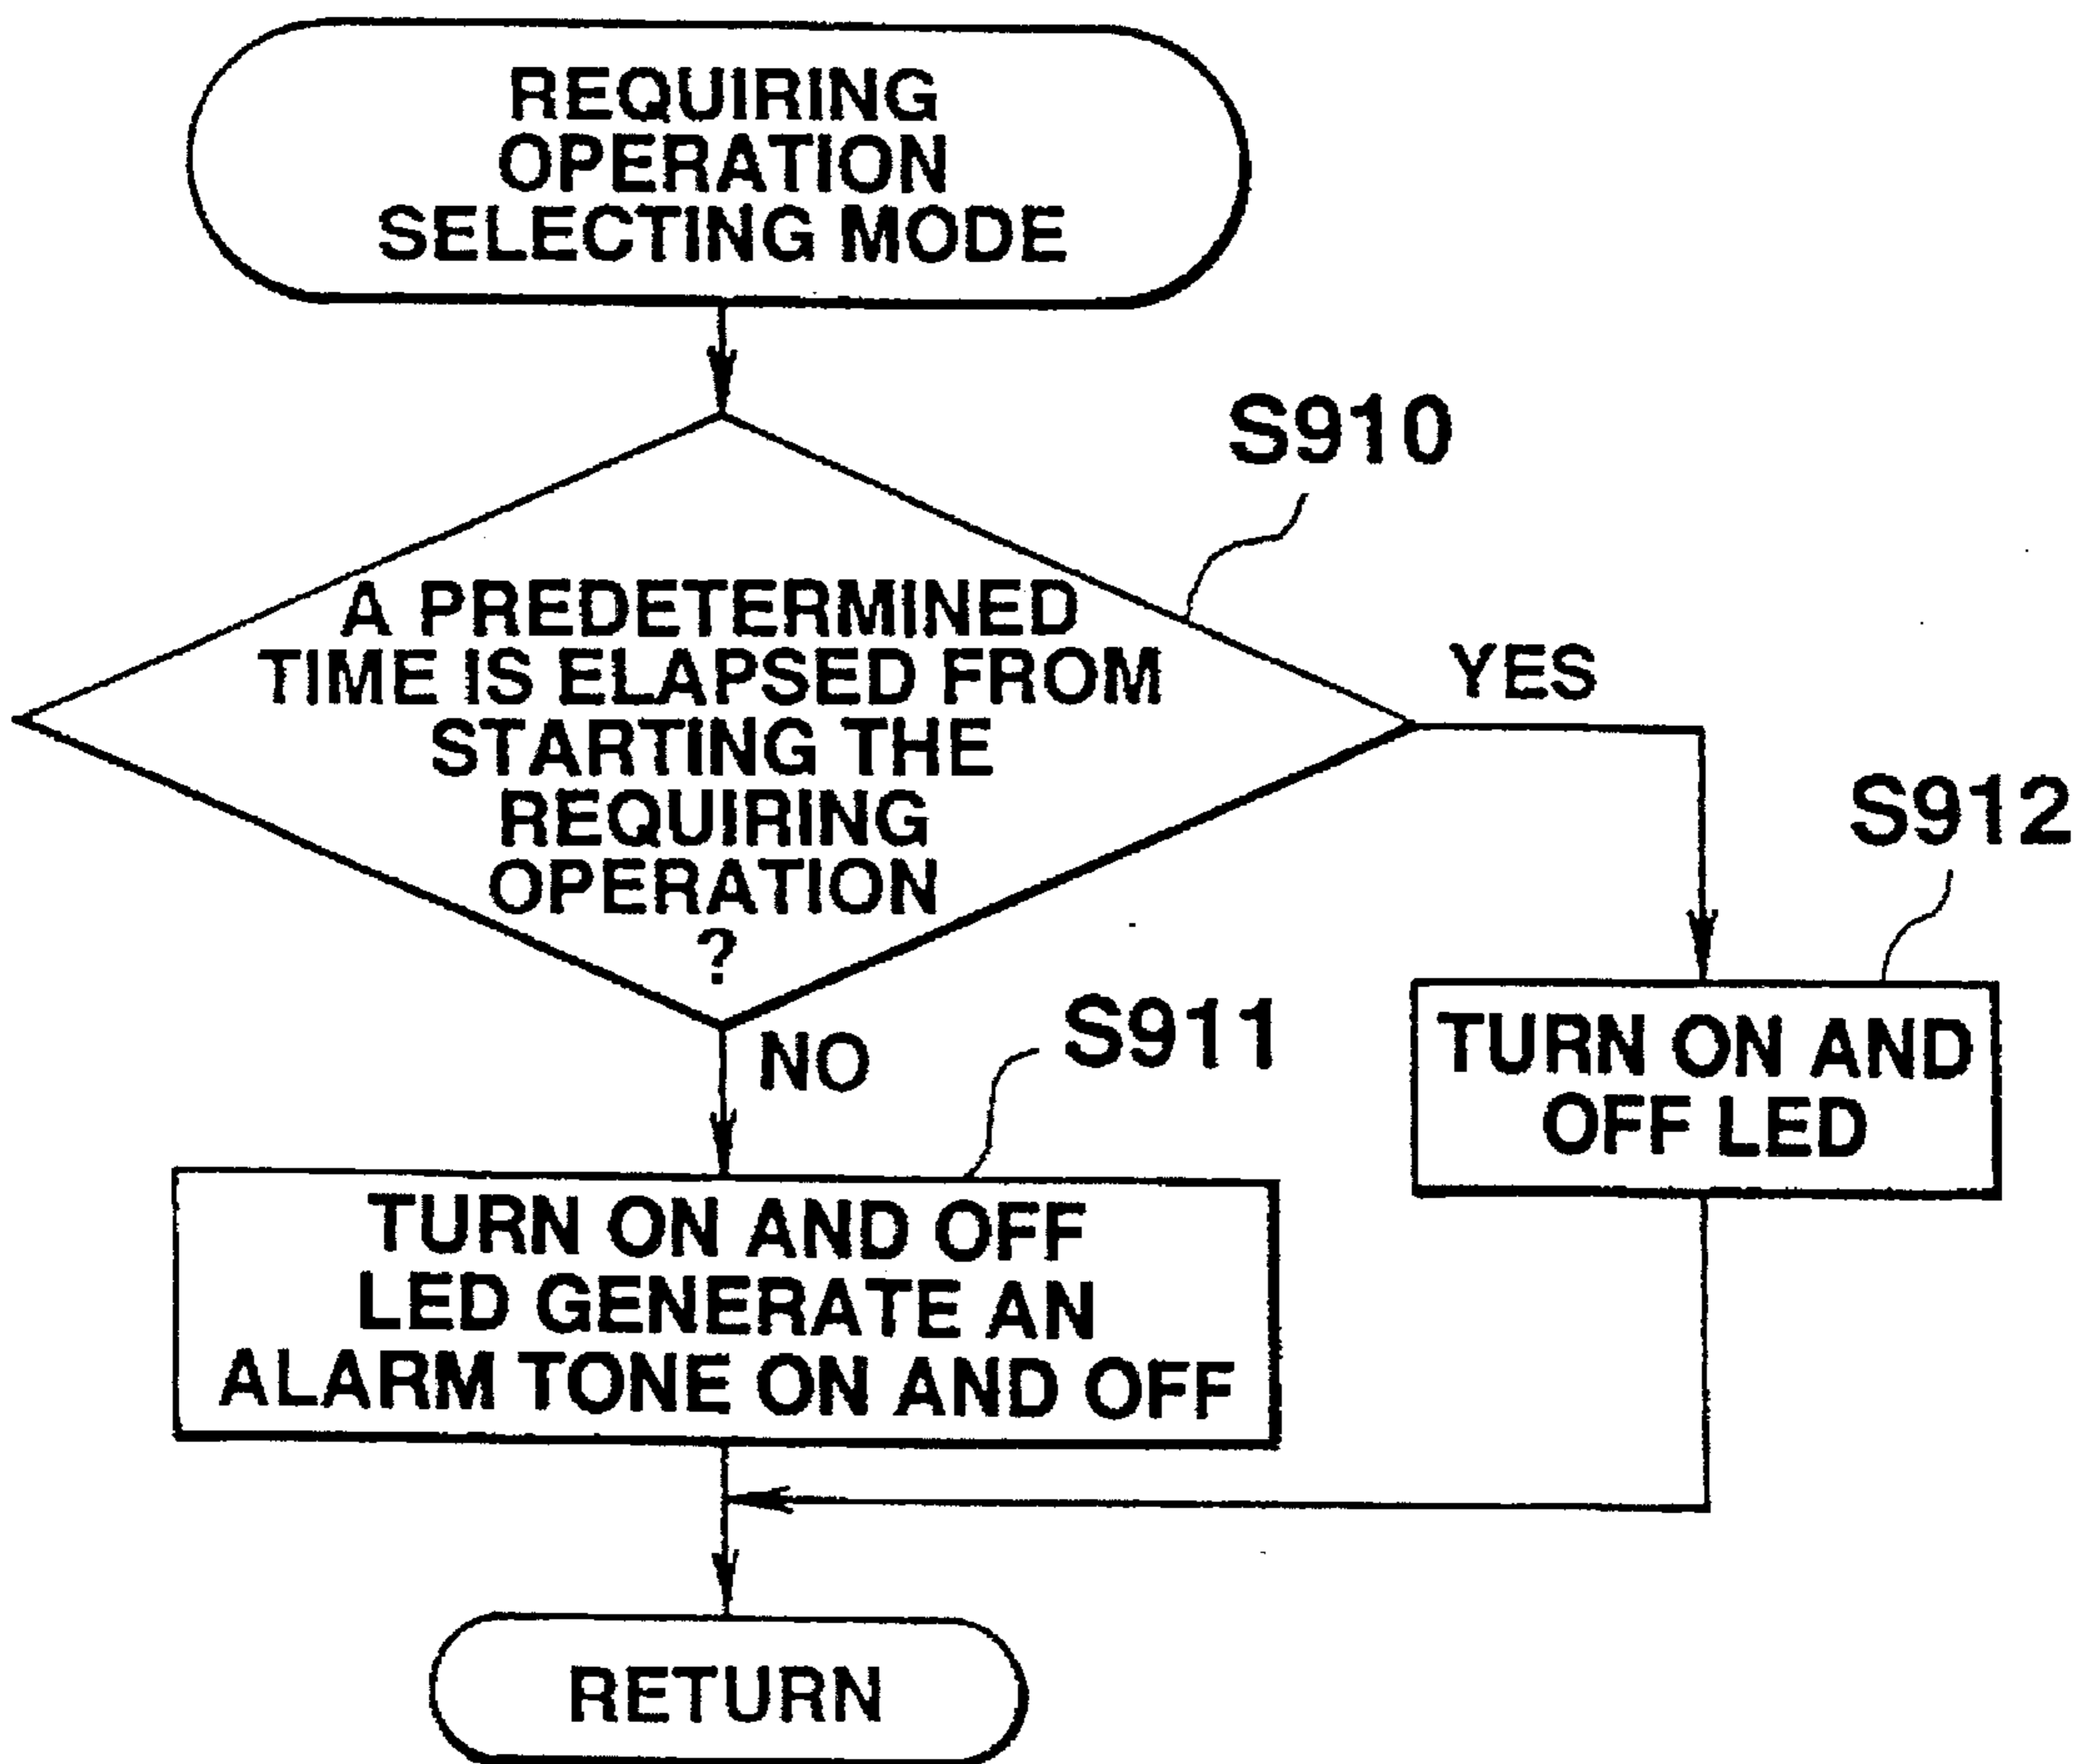 REQUIRING
OPERATION
SELECTING MODE
S910
A PREDETERMINED
TIME IS ELAPSED FROM
STARTING THE
REQUIRING
OPERATION
?
YES
S912
TURN ON AND
OFF LED
NO
S911
TURN ON AND OFF
LED GENERATE AN
ALARM TONE ON AND OFF
RETURN